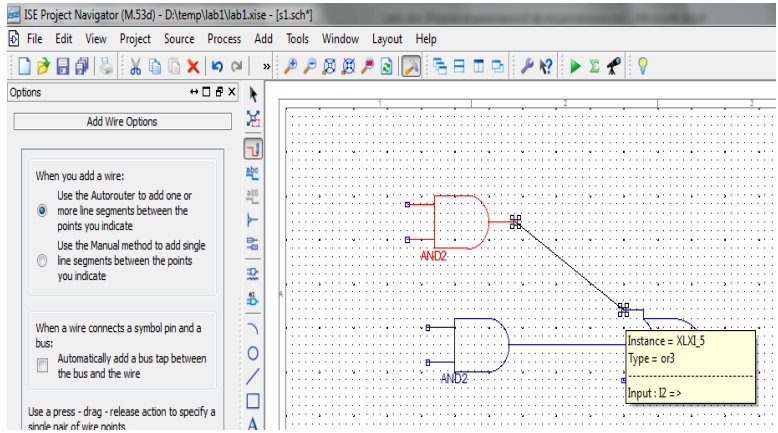 ISE Project Navigator (M.53d) - D:\temp\lab1\lab1.xise - [s1.sch*]
File Edit View Project Source Process Add Tools Window Layout Help
Options
Add Wire Options
When you add a wire:
Use the Autorouter to add one or
more line segments between the
points you indicate
Use the Manual method to add single
line segments between the points
you indicate
When a wire connects a symbol pin and a
bus:
Automatically add a bus tap between
the bus and the wire
Use a press - drag - release action to specify a
single pair of wire points
abc
A
1
2
3
A
AND2
AND2
Instance = XLXI_5
Type = or3
Input : I2 =>